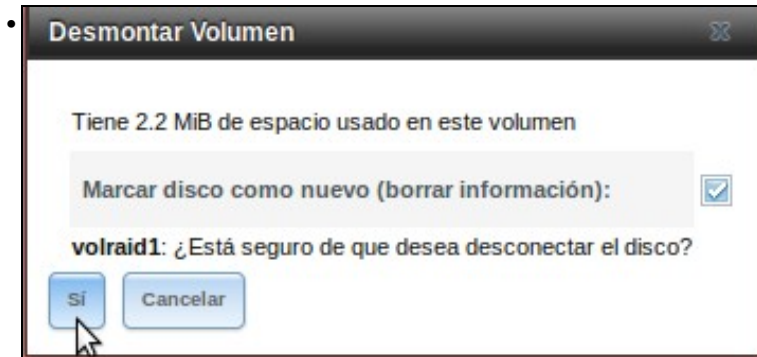 Desmontar Volumen
Tiene 2.2 MiB de espacio usado en este volumen
Marcar disco como nuevo (borrar información):
volraid1: ¿Está seguro de que desea desconectar el disco?
Sí Cancelar